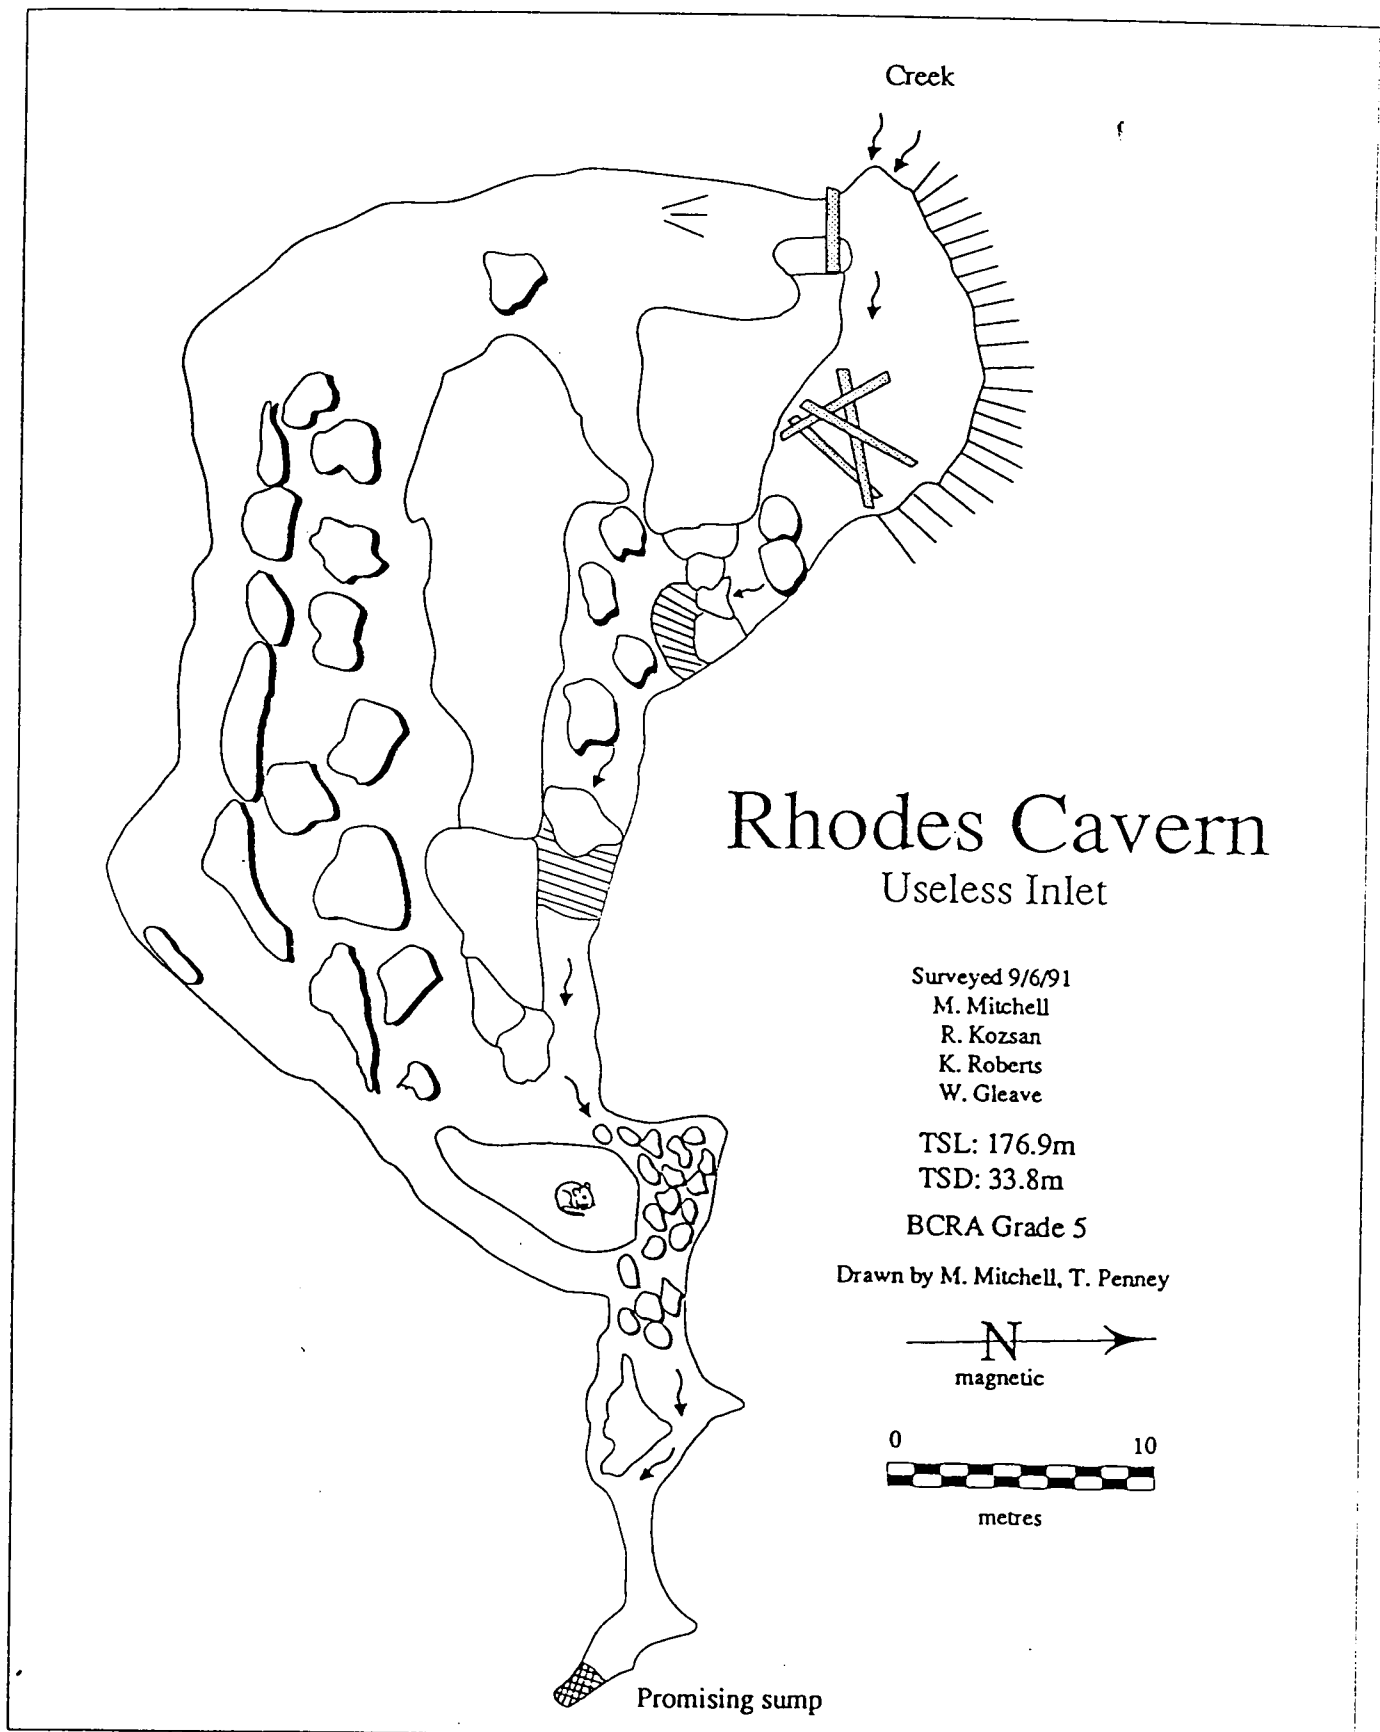 Creek
Rhodes Cavern
Useless Inlet
Surveyed 9/6/91
M. Mitchell
R. Kozsan
K. Roberts
W. Gleave
TSL: 176.9m
TSD: 33.8m
BCRA Grade 5
Drawn by M. Mitchell, T. Penney
N
magnetic
0 10
metres
Promising sump